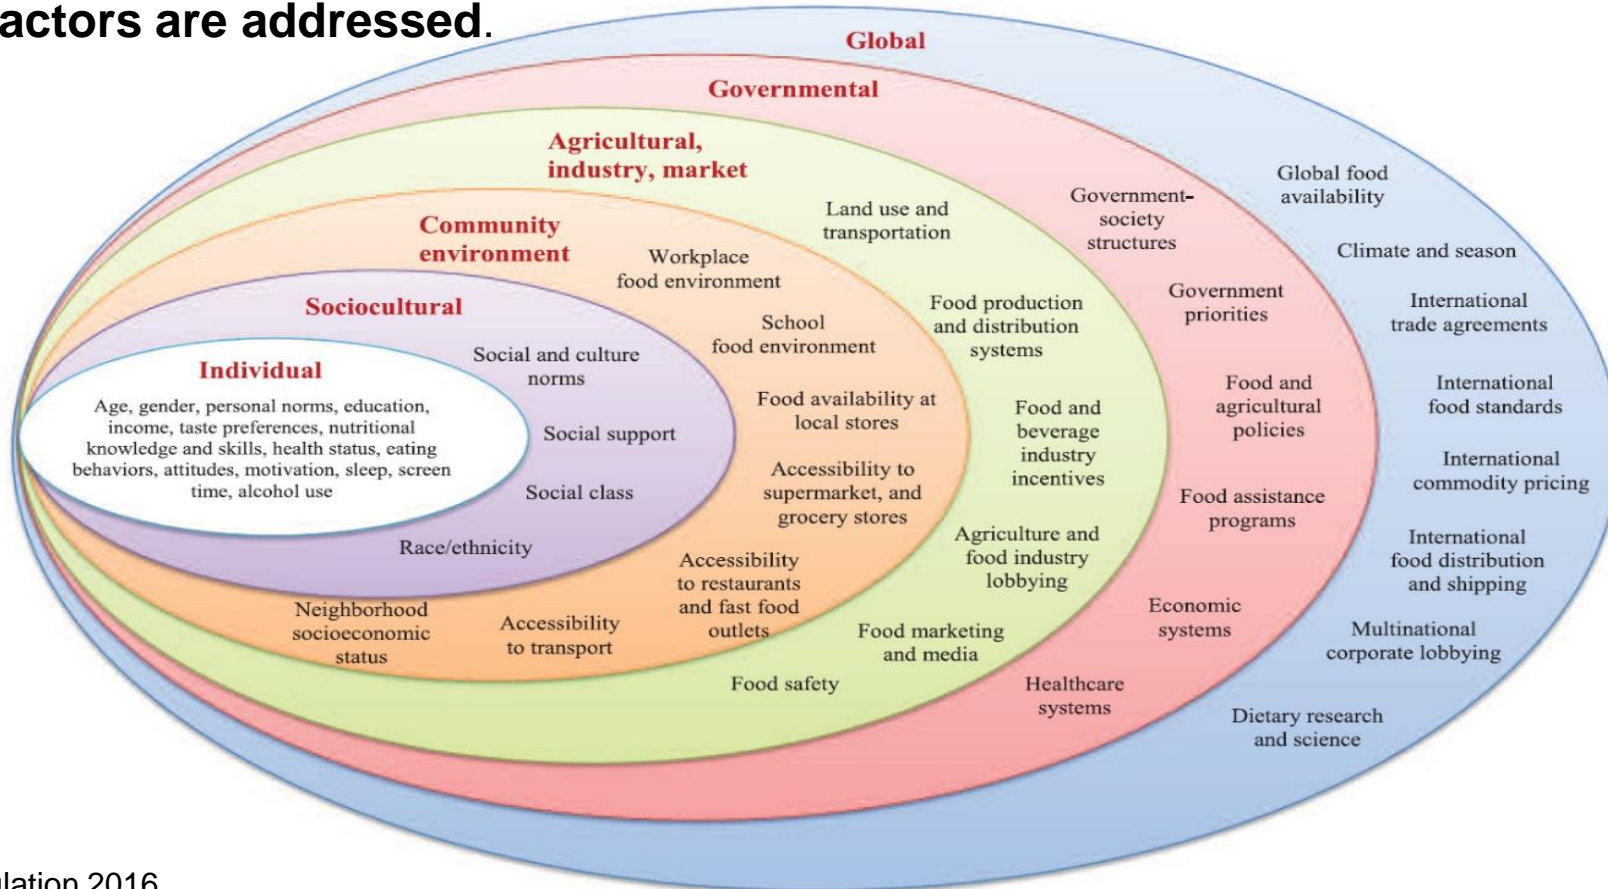 actors are addressed.
Global
Governmental
Agricultural,
industry, market
Community
environment
Sociocultural
Individual
Age, gender, personal norms, education,
income, taste preferences, nutritional
knowledge and skills, health status, eating
behaviors, attitudes, motivation, sleep, screen
time, alcohol use
Social and culture
norms
Social support
Social class
Race/ethnicity
Workplace
food environment
School
food environment
Food availability at
local stores
Accessibility to
supermarket, and
grocery stores
Accessibility
to restaurants
and fast food
outlets
Accessibility
to transport
Neighborhood
socioeconomic
status
Land use and
transportation
Food production
and distribution
systems
Food and
beverage
industry
incentives
Agriculture and
food industry
lobbying
Food marketing
and media
Food safety
Government-
society
structures
Government
priorities
Food and
agricultural
policies
Food assistance
programs
Economic
systems
Healthcare
systems
Global food
availability
Climate and season
International
trade agreements
International
food standards
International
commodity pricing
International
food distribution
and shipping
Multinational
corporate lobbying
Dietary research
and science
ulation 2016